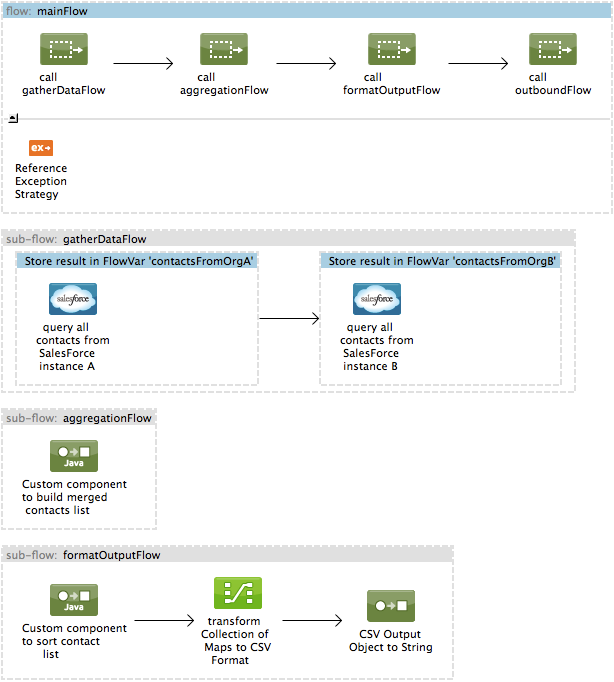 flow: mainFlow
call gatherDataFlow
call aggregationFlow
call formatOutputFlow
call outboundFlow
ex
Reference
Exception
Strategy
sub-flow: gatherDataFlow
Store result in FlowVar 'contactsFromOrgA'
salesforce
query all
contacts from
SalesForce
instance A
Store result in FlowVar 'contactsFromOrgB'
salesforce
query all
contacts from
SalesForce
instance B
sub-flow: aggregationFlow
Java
Custom component
to build merged
contacts list
sub-flow: formatOutputFlow
Java
Custom component
to sort contact
list
transform
Collection of
Maps to CSV
Format
CSV Output
Object to String